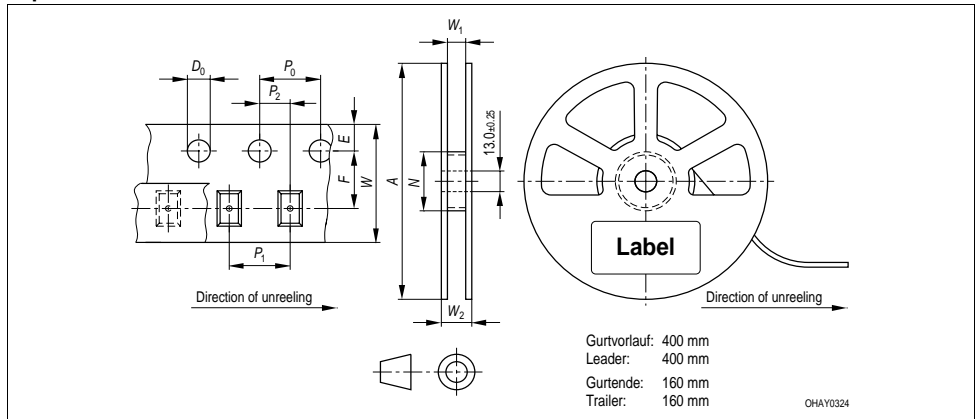 W1
D0
P0
P2
E
F
W
A
N
13.0±0.25
P1
W2
Label
Direction of unreeling
Direction of unreeling
Gurtvorlauf: 400 mm
Leader: 400 mm
Gurtende: 160 mm
Trailer: 160 mm
OHAY0324